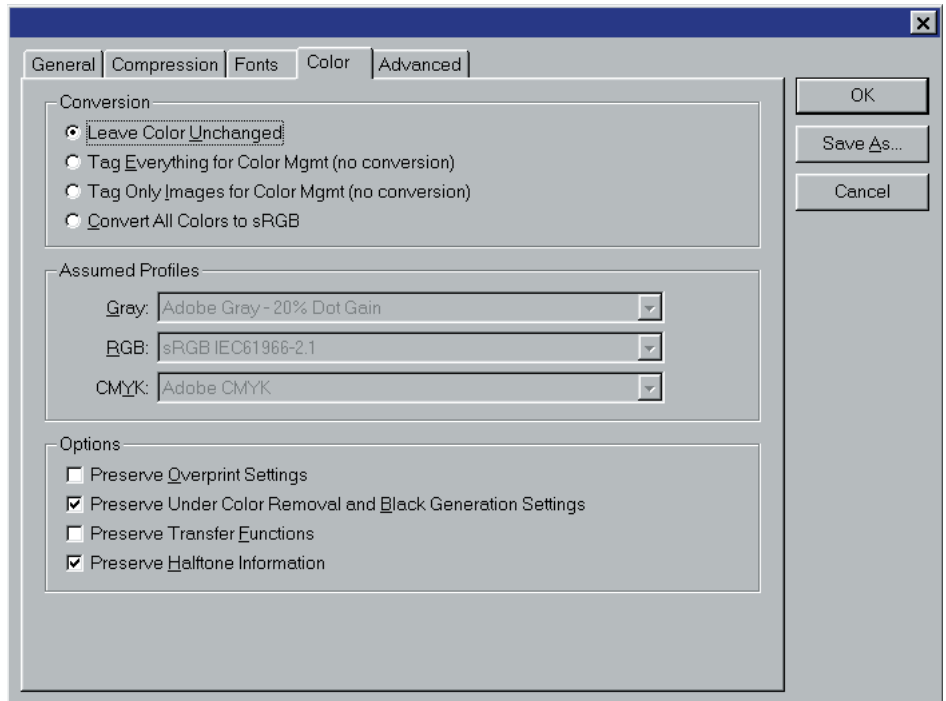 General Compression Fonts Color Advanced
OK
Save As...
Cancel
Conversion
Leave Color Unchanged
Tag Everything for Color Mgmt (no conversion)
Tag Only Images for Color Mgmt (no conversion)
Convert All Colors to sRGB
Assumed Profiles
Gray: Adobe Gray - 20% Dot Gain
RGB: sRGB IEC61966-2.1
CMYK: Adobe CMYK
Options
Preserve Overprint Settings
Preserve Under Color Removal and Black Generation Settings
Preserve Transfer Functions
Preserve Halftone Information